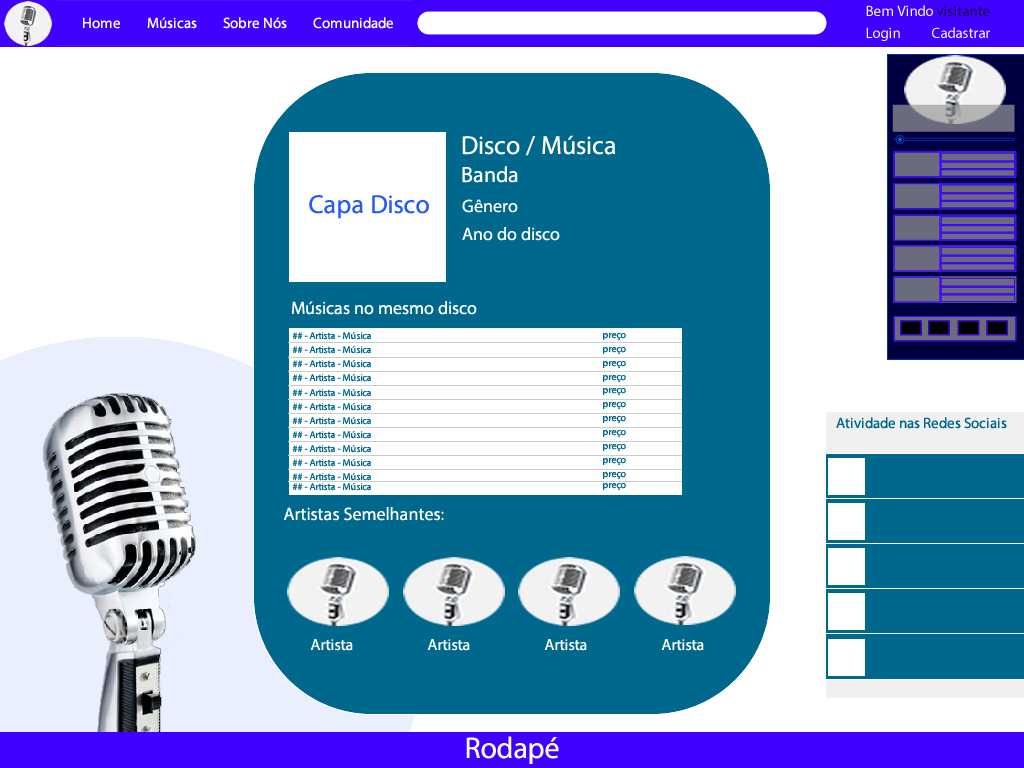 Home Músicas Sobre Nós Comunidade
Bem Vindo visitante
Login Cadastrar
Capa Disco
Disco / Música
Banda
Gênero
Ano do disco
Músicas no mesmo disco
## - Artista - Música preço
## - Artista - Música preço
## - Artista - Música preço
## - Artista - Música preço
## - Artista - Música preço
## - Artista - Música preço
## - Artista - Música preço
## - Artista - Música preço
## - Artista - Música preço
## - Artista - Música preço
## - Artista - Música preço
## - Artista - Música preço
Artistas Semelhantes:
Artista Artista Artista Artista
Atividade nas Redes Sociais
Rodapé